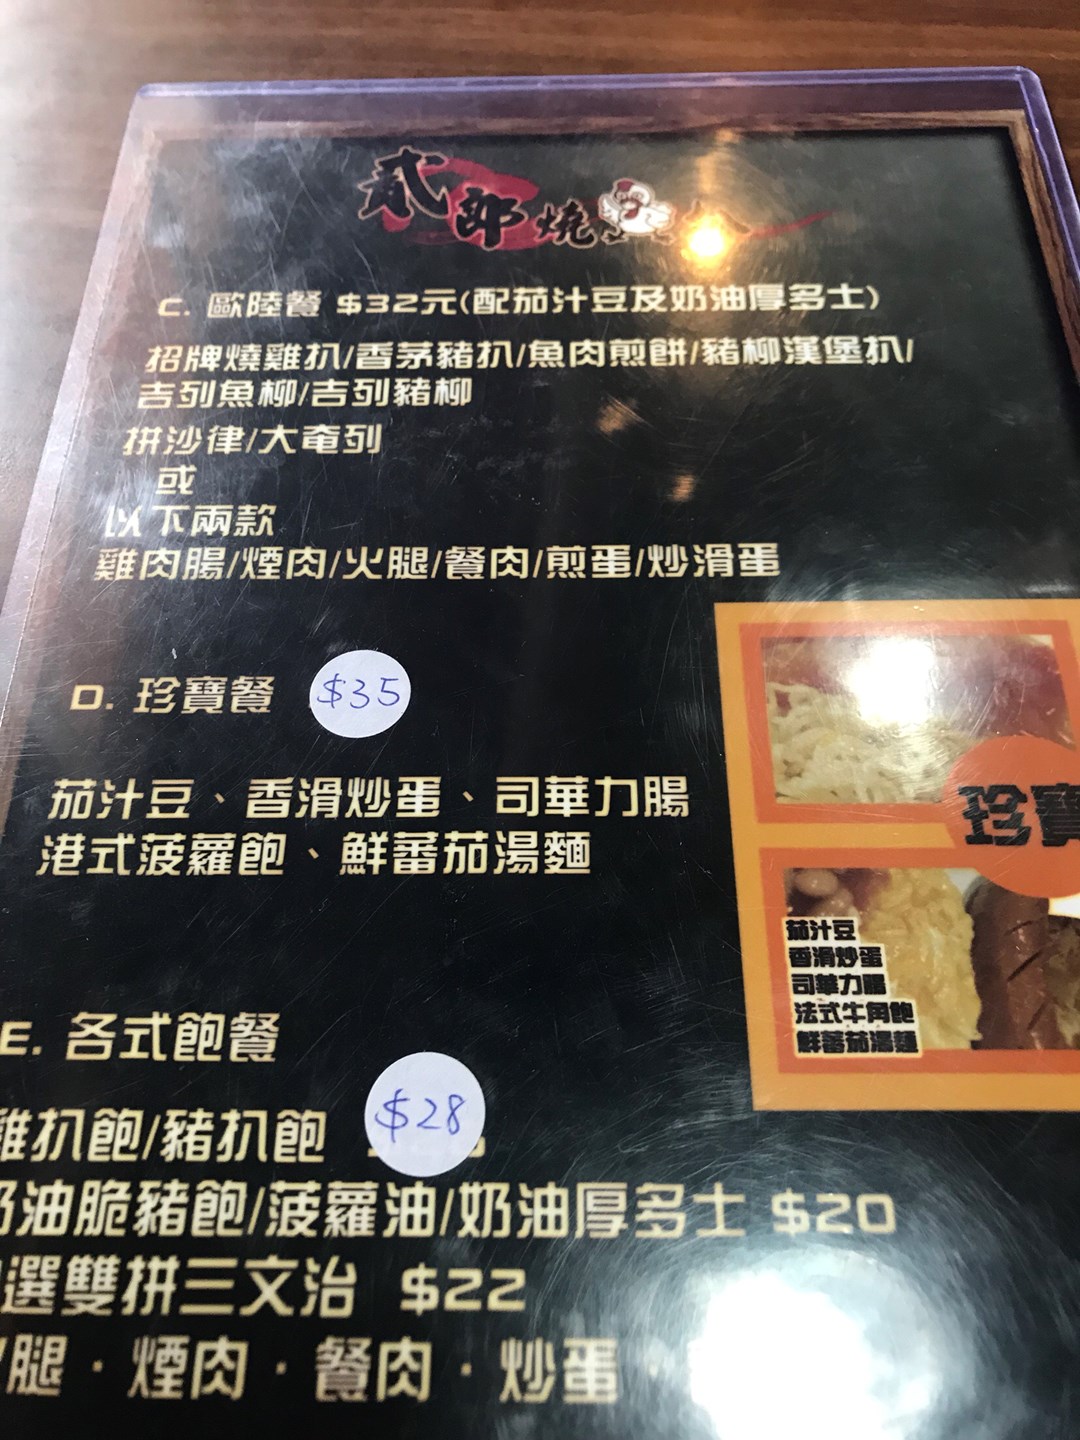 貳郎燒
C. 歐陸餐 $32元(配茄汁豆及奶油厚多士)
招牌燒雞扒/香茅豬扒/魚肉煎餅/豬柳漢堡扒/
吉列魚柳/吉列豬柳
拼沙律/大奄列
或
以下兩款
雞肉腸/煙肉/火腿/餐肉/煎蛋/炒滑蛋
D. 珍寶餐 $35
茄汁豆、香滑炒蛋、司華力腸
港式菠蘿飽、鮮蕃茄湯麵
珍寶
茄汁豆
香滑炒蛋
司華力腸
法式牛角飽
鮮蕃茄湯麵
E. 各式飽餐
雞扒飽/豬扒飽 $28
奶油脆豬飽/菠蘿油/奶油厚多士 $20
選雙拼三文治 $22
腿·煙肉·餐肉·炒蛋